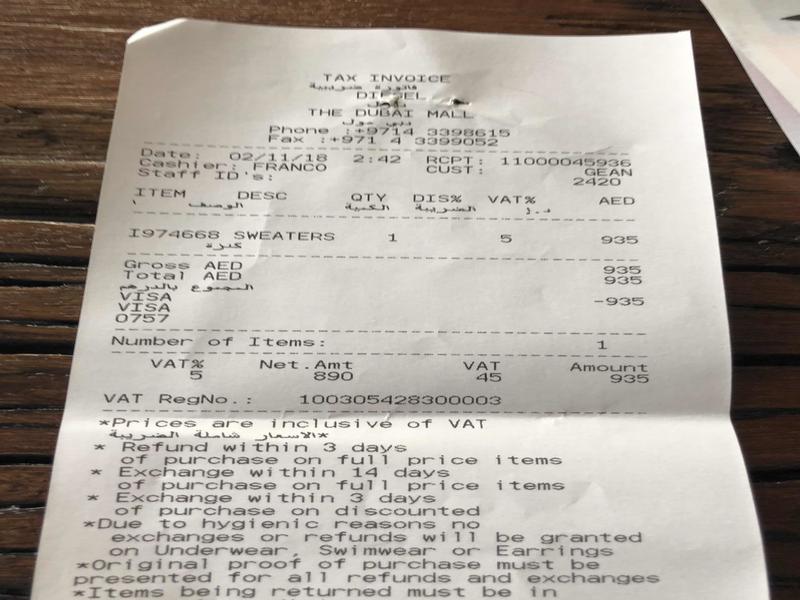 TAX INVOICE
فاتورة ضريبية
DIESEL
ديزل
THE DUBAI MALL
دبي مول
Phone :+9714 3398615
Fax :+971 4 3399052
Date: 02/11/18 2:42 RCPT: 11000045936
Cashier: FRANCO CUST: GEAN
Staff ID's: 2420
ITEM DESC QTY DIS% VAT% AED
الوصف الكمية الضريبة د.إ
I974668 SWEATERS 1 5 935
كنزة
Gross AED 935
Total AED 935
المجموع بالدرهم
VISA -935
VISA
0757
Number of Items: 1
VAT% Net.Amt VAT Amount
5 890 45 935
VAT RegNo.: 100305428300003
*Prices are inclusive of VAT
الاسعار شاملة الضريبة*
* Refund within 3 days
of purchase on full price items
* Exchange within 14 days
of purchase on full price items
* Exchange within 3 days
of purchase on discounted
*Due to hygienic reasons no
exchanges or refunds will be granted
on Underwear, Swimwear or Earrings
*Original proof of purchase must be
presented for all refunds and exchanges
*Items being returned must be in